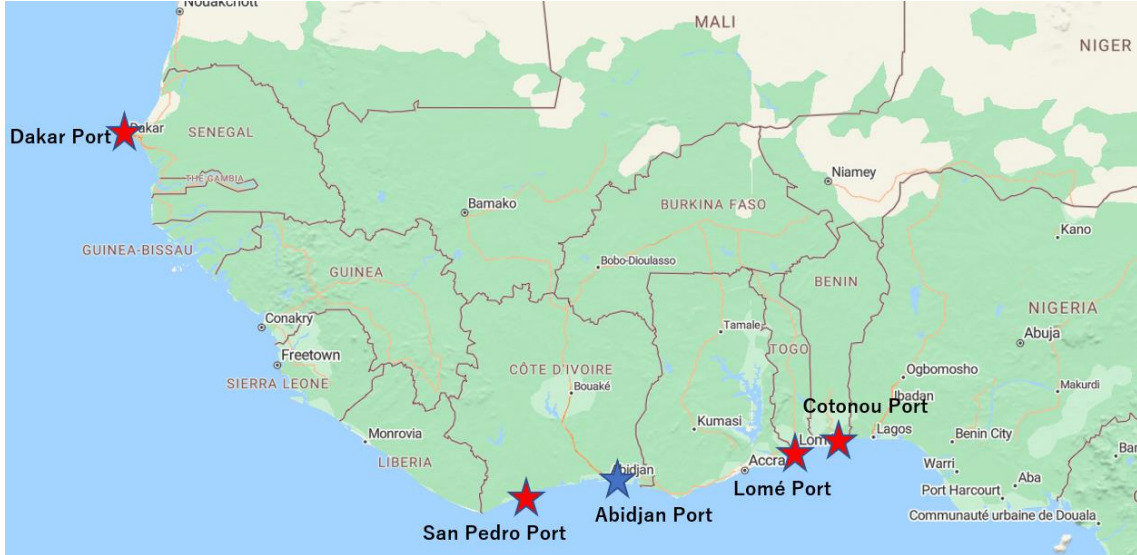 Nouakchott
MALI
NIGER
Dakar Port
Dakar
SENEGAL
THE GAMBIA
Niamey
Bamako
BURKINA FASO
Kano
GUINEA-BISSAU
GUINEA
Bobo-Dioulasso
BENIN
NIGERIA
Conakry
Tamale
Abuja
Freetown
TOGO
SIERRA LEONE
CÔTE D'IVOIRE
Bouaké
Ogbomosho
Makurdi
Ibadan
Cotonou Port
Monrovia
Kumasi
Lom
Lagos
Benin City
LIBERIA
Accra
Abidjan
Warri
Lomé Port
Port Harcourt
Aba
San Pedro Port
Abidjan Port
Communauté urbaine de Douala